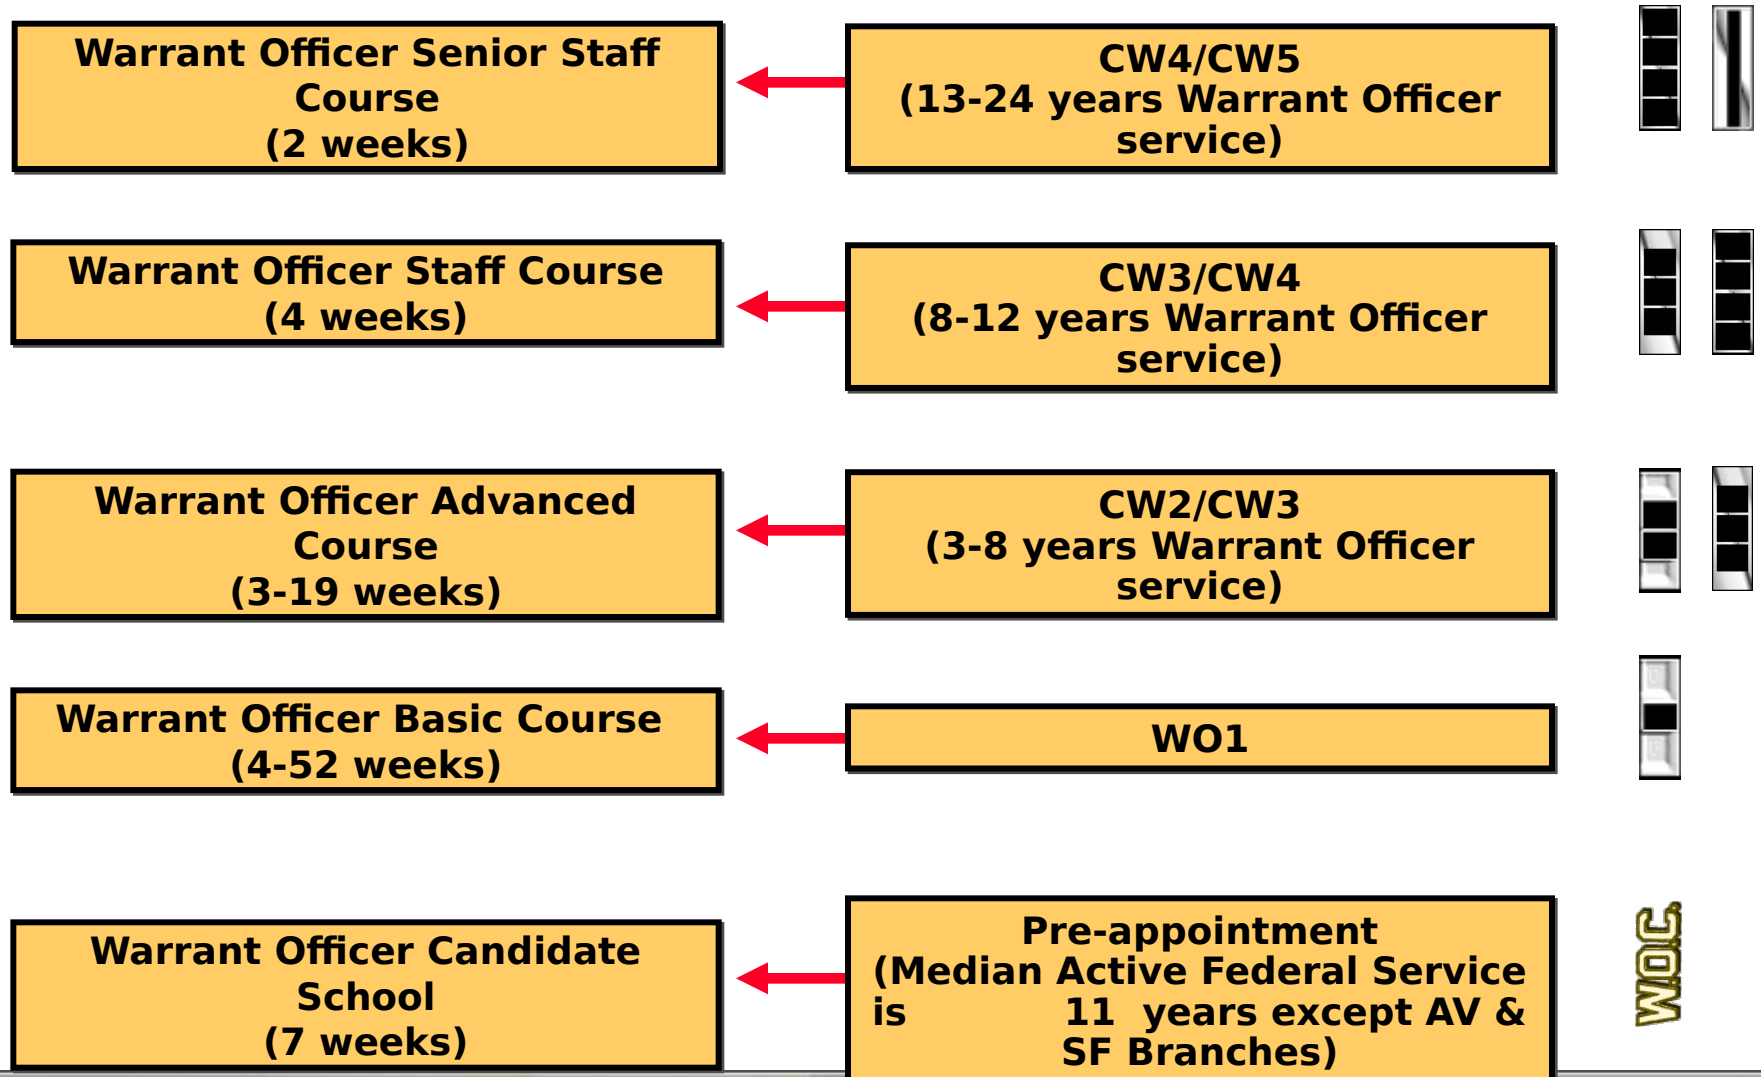 Warrant Officer Senior Staff
Course
(2 weeks)
CW4/CW5
(13-24 years Warrant Officer
service)
Warrant Officer Staff Course
(4 weeks)
CW3/CW4
(8-12 years Warrant Officer
service)
Warrant Officer Advanced
Course
(3-19 weeks)
CW2/CW3
(3-8 years Warrant Officer
service)
Warrant Officer Basic Course
(4-52 weeks)
WO1
Warrant Officer Candidate
School
(7 weeks)
Pre-appointment
(Median Active Federal Service
is 11 years except AV &
SF Branches)
W.O.C.